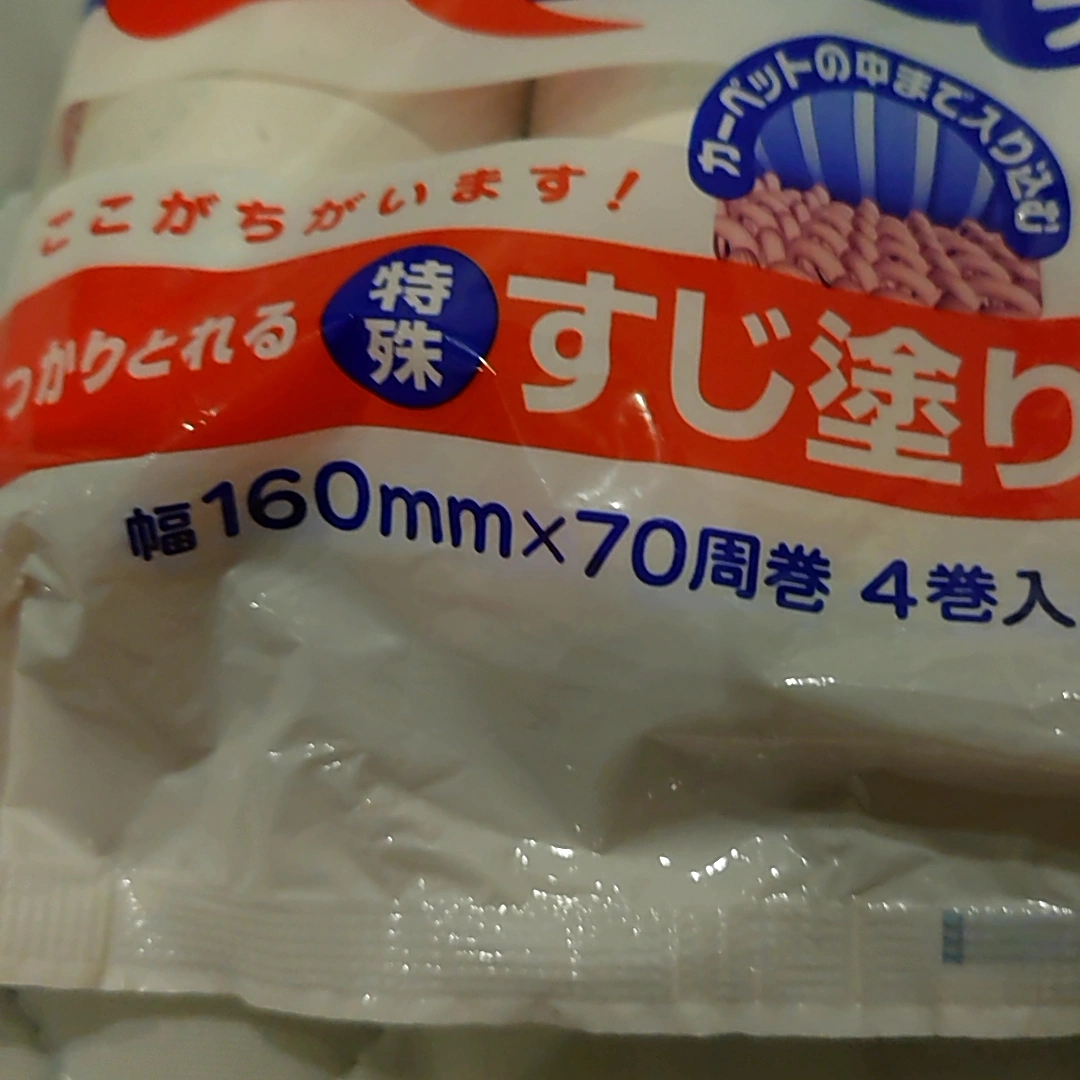 カーペットの中まで入り込む
ここがちがいます!
つかりとれる
特殊
すじ塗り
幅160mm×70周巻 4巻入